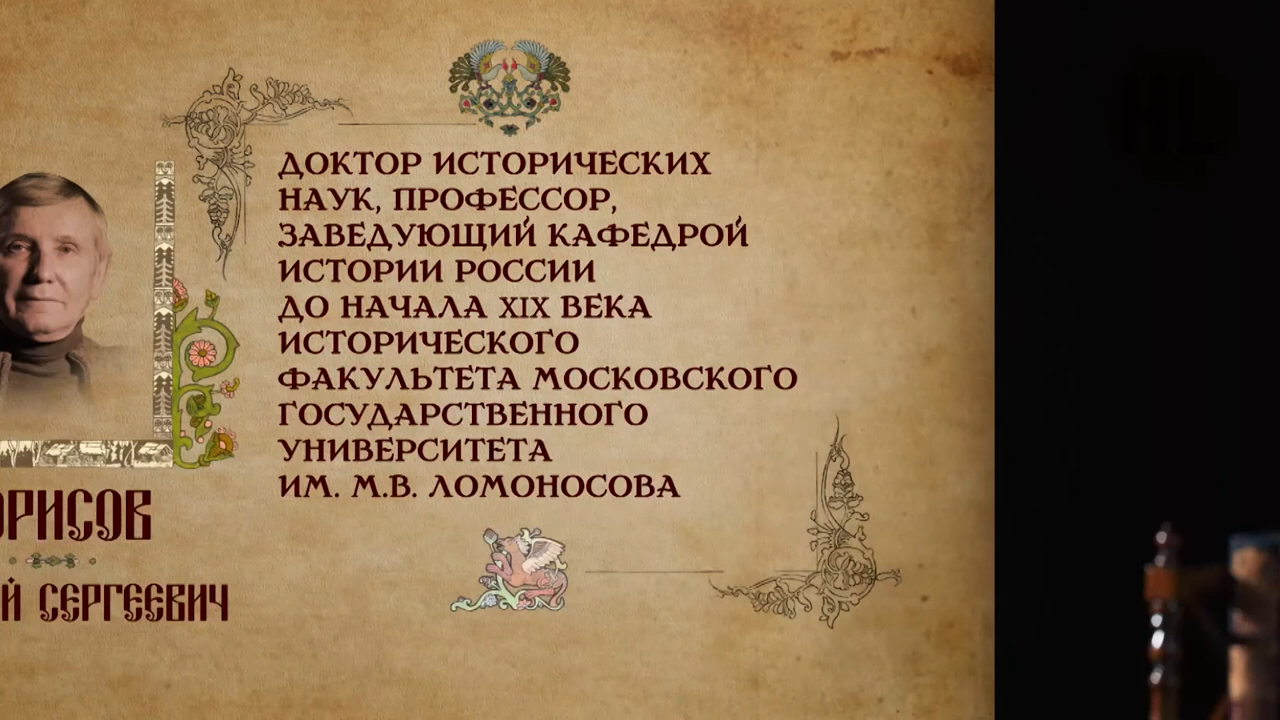 ДОКТОР ИСТОРИЧЕСКИХ
НАУК, ПРОФЕССОР,
ЗАВЕДУЮЩИЙ КАФЕДРОЙ
ИСТОРИИ РОССИИ
ДО НАЧАЛА XIX ВЕКА
ИСТОРИЧЕСКОГО
ФАКУЛЬТЕТА МОСКОВСКОГО
ГОСУДАРСТВЕННОГО
УНИВЕРСИТЕТА
ИМ. М.В. ЛОМОНОСОВА
ОРИСОВ
Й СЕРГЕЕВИЧ